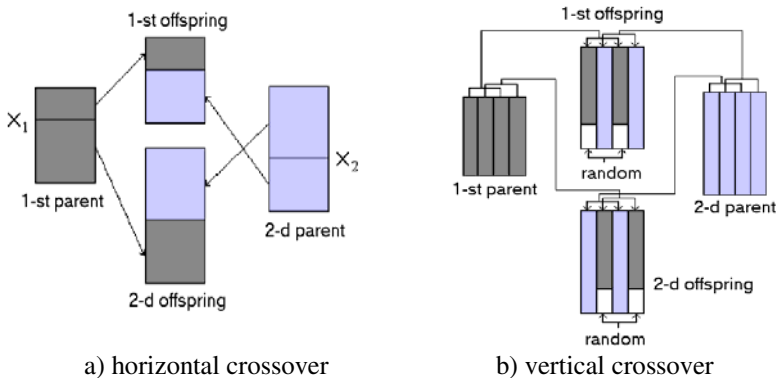 1-st offspring
X1
X2
1-st parent
2-d parent
2-d offspring
a) horizontal crossover
1-st offspring
random
1-st parent
2-d parent
2-d offspring
random
b) vertical crossover